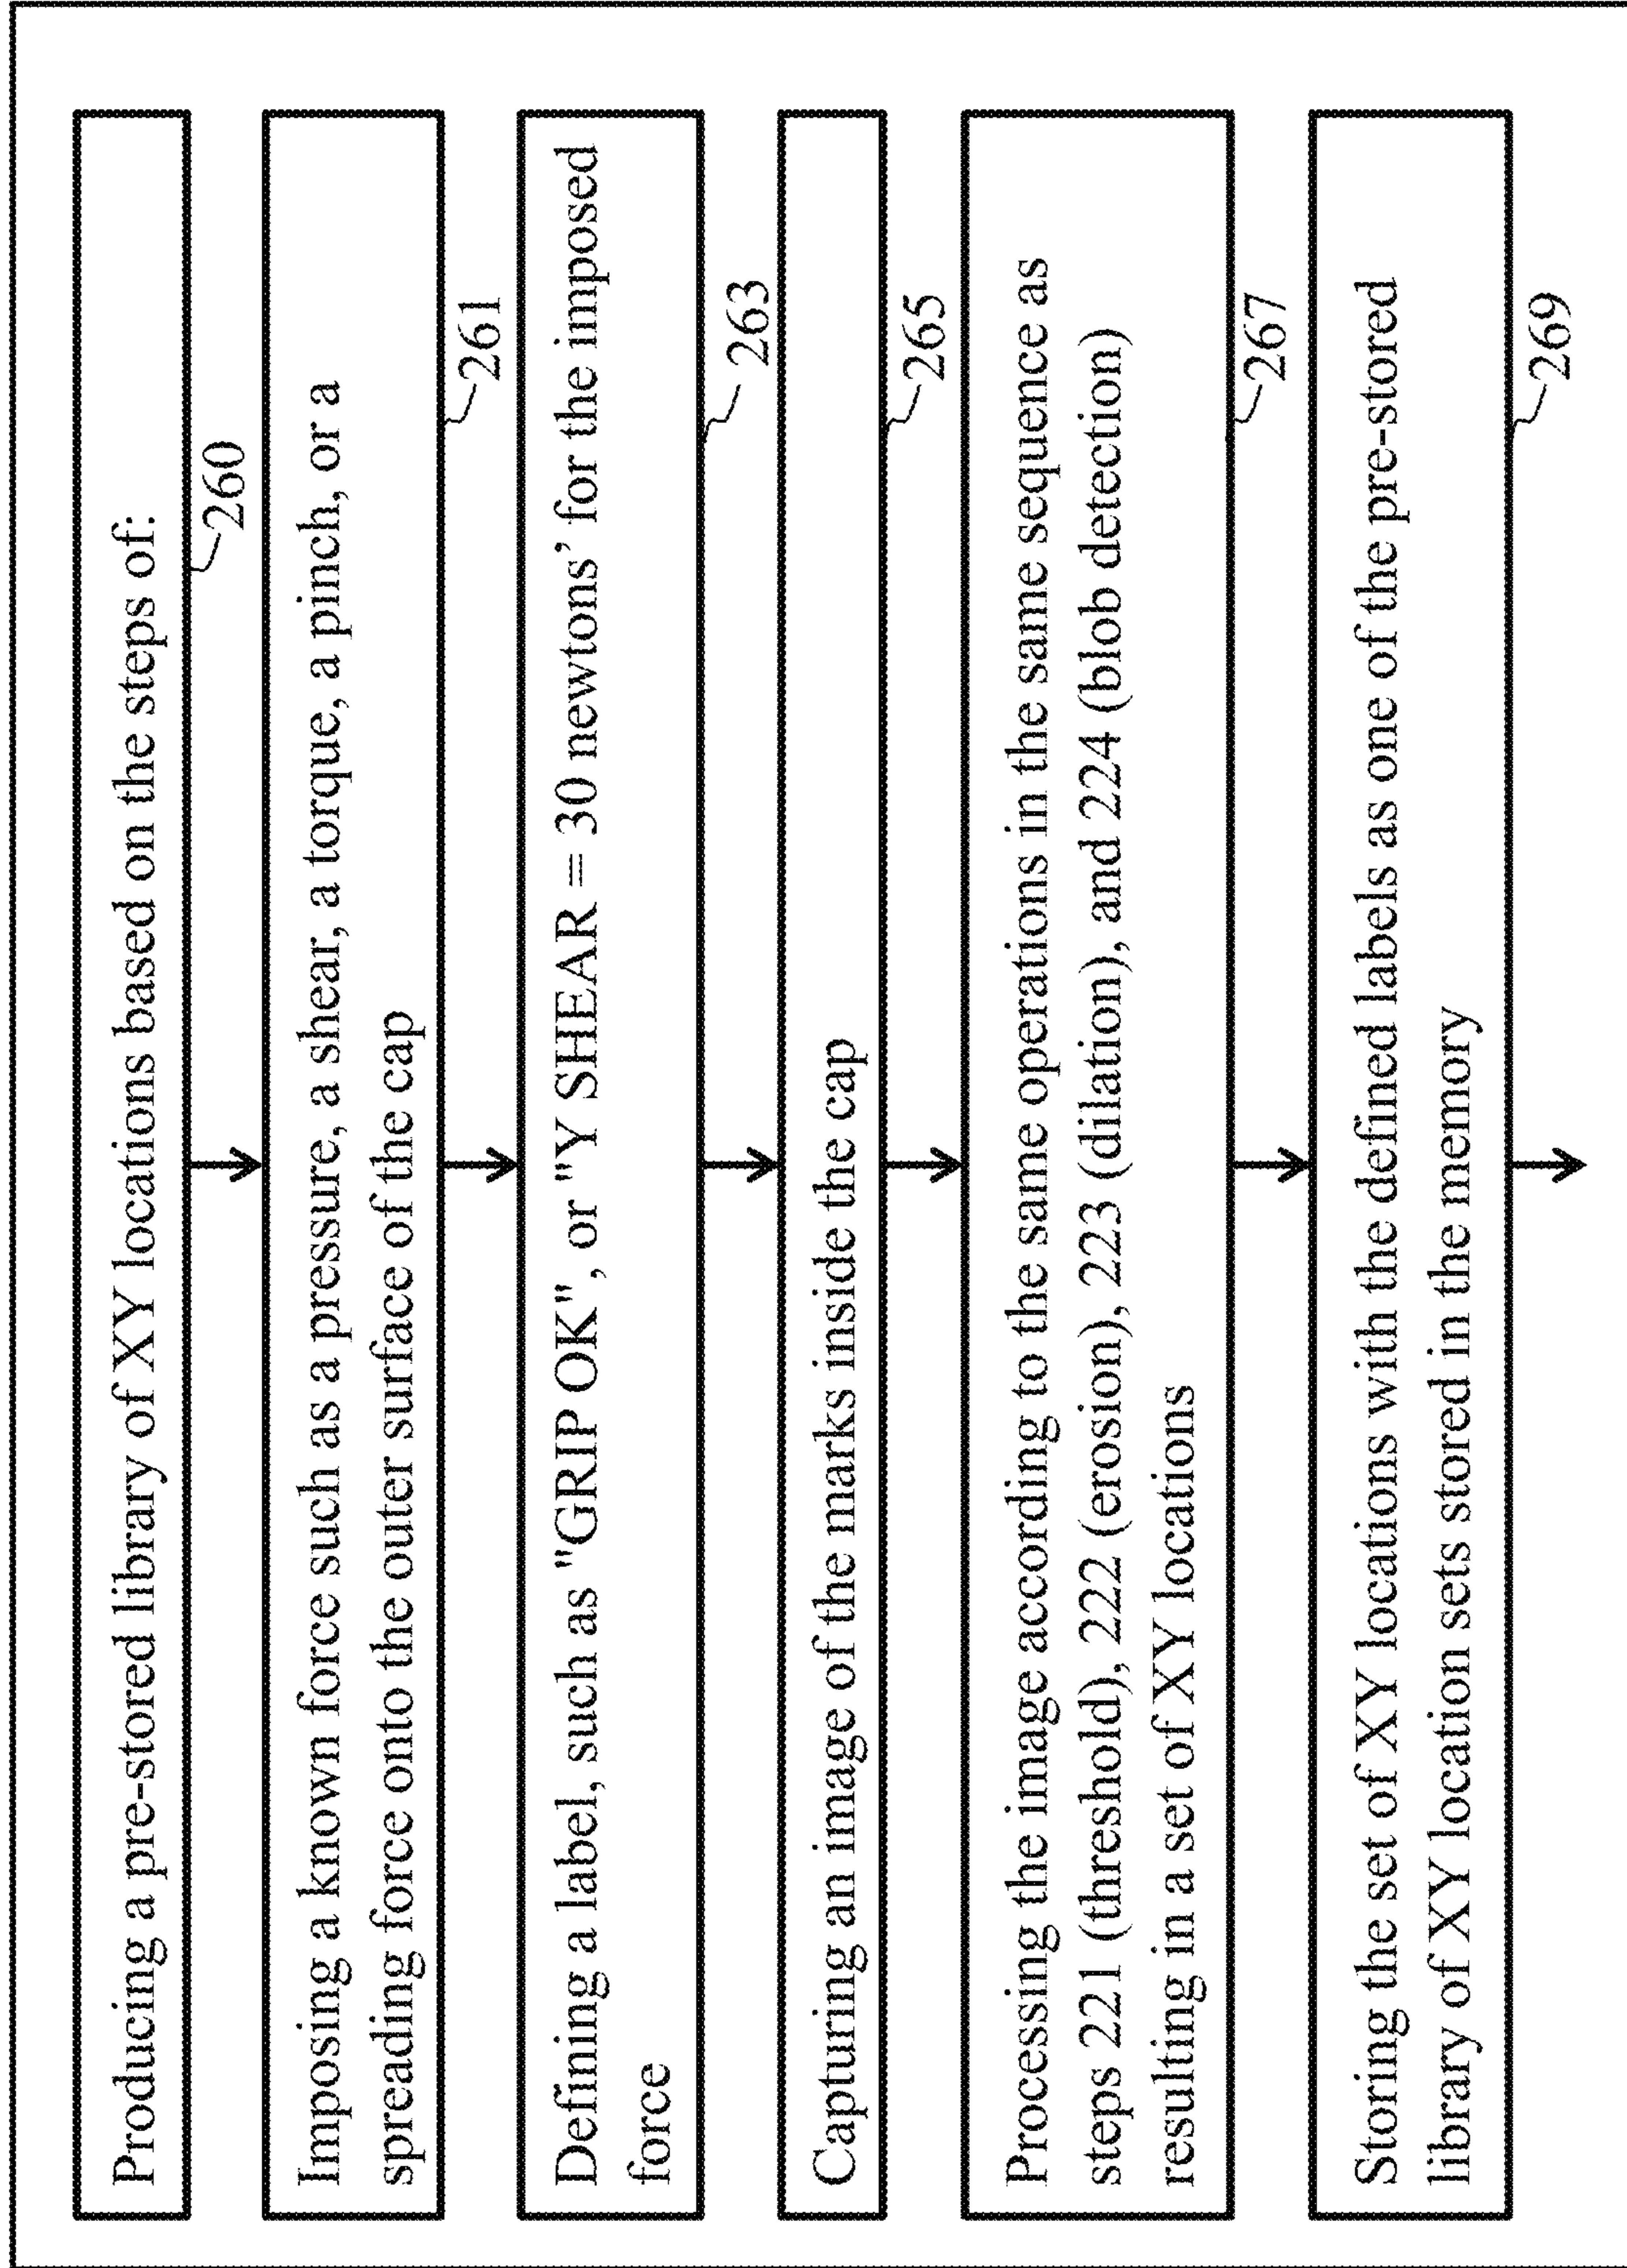 Producing a pre-stored library of XY locations based on the steps of:
260
Imposing a known force such as a pressure, a shear, a torque, a pinch, or a
spreading force onto the outer surface of the cap
261
Defining a label, such as "GRIP OK", or "Y SHEAR = 30 newtons’ for the imposed
force
263
Capturing an image of the marks inside the cap
265
Processing the image according to the same operations in the same sequence as
steps 221 (threshold), 222 (erosion), 223 (dilation), and 224 (blob detection)
resulting in a set of XY locations
267
Storing the set of XY locations with the defined labels as one of the pre-stored
library of XY location sets stored in the memory
269